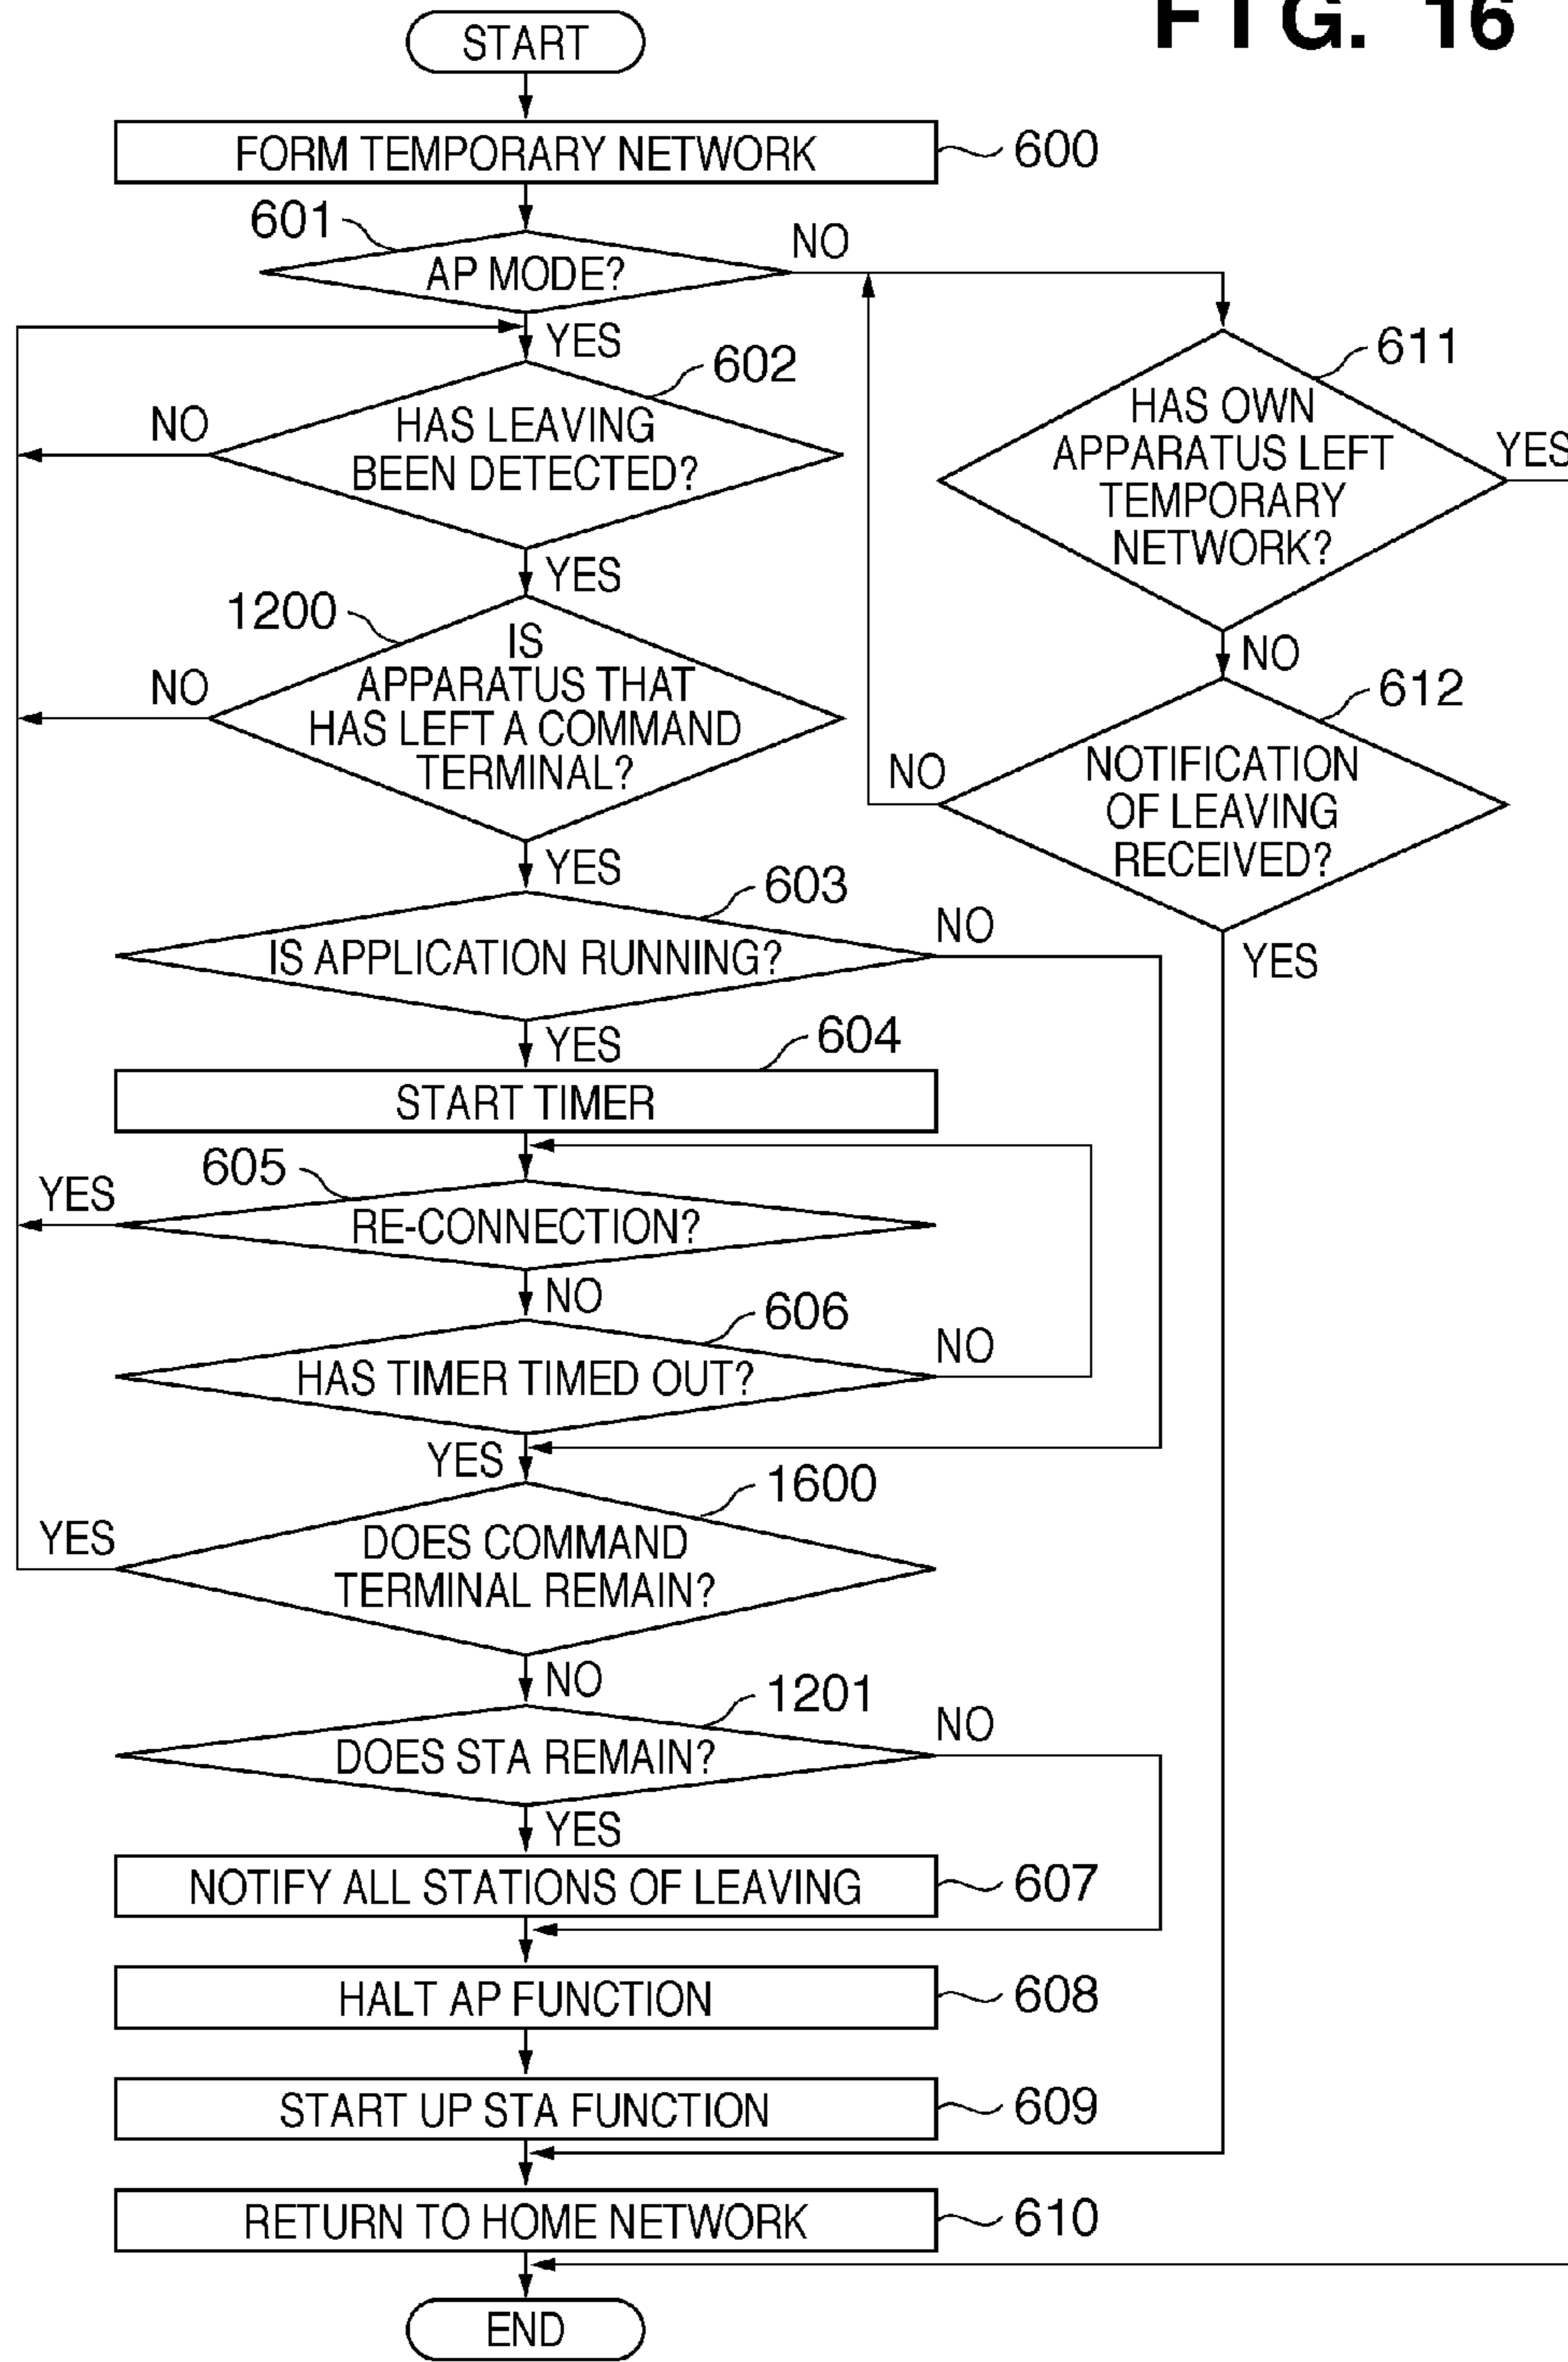 FIG. 16
START
FORM TEMPORARY NETWORK
600
601
AP MODE?
NO
YES
602
HAS LEAVING
BEEN DETECTED?
NO
YES
611
HAS OWN
APPARATUS LEFT
TEMPORARY
NETWORK?
YES
NO
1200
IS
APPARATUS THAT
HAS LEFT A COMMAND
TERMINAL?
NO
YES
612
NOTIFICATION
OF LEAVING
RECEIVED?
NO
YES
603
IS APPLICATION RUNNING?
NO
YES
604
START TIMER
605
YES
RE-CONNECTION?
NO
606
HAS TIMER TIMED OUT?
NO
YES
1600
YES
DOES COMMAND
TERMINAL REMAIN?
NO
1201
DOES STA REMAIN?
NO
YES
NOTIFY ALL STATIONS OF LEAVING
607
HALT AP FUNCTION
608
START UP STA FUNCTION
609
RETURN TO HOME NETWORK
610
END